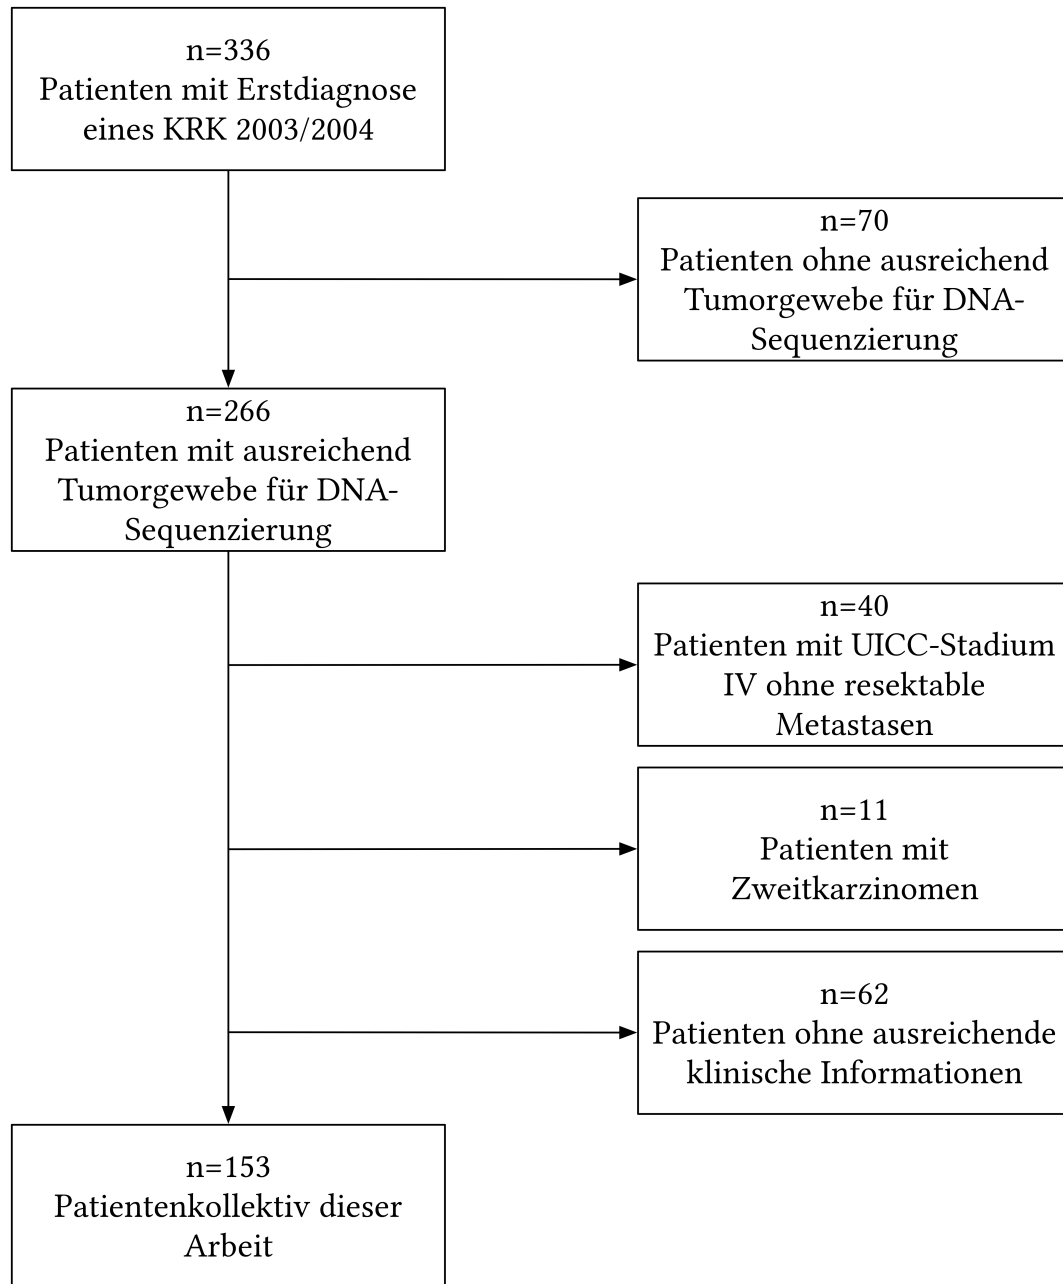 n=336
Patienten mit Erstdiagnose
eines KRK 2003/2004
n=70
Patienten ohne ausreichend
Tumorgewebe für DNA-
Sequenzierung
n=266
Patienten mit ausreichend
Tumorgewebe für DNA-
Sequenzierung
n=40
Patienten mit UICC-Stadium
IV ohne resektable
Metastasen
n=11
Patienten mit
Zweitkarzinomen
n=62
Patienten ohne ausreichende
klinische Informationen
n=153
Patientenkollektiv dieser
Arbeit